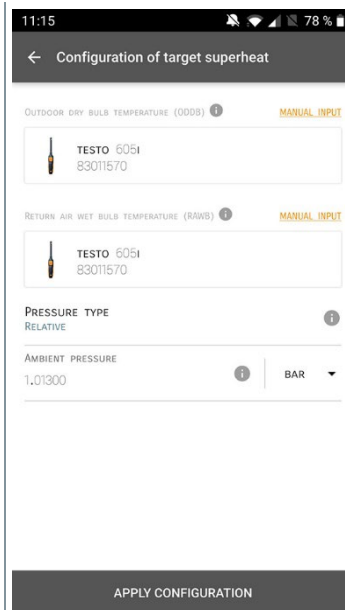 11:15 78 %
Configuration of target superheat
OUTDOOR DRY BULB TEMPERATURE (ODDB) MANUAL INPUT
TESTO 605I
83011570
RETURN AIR WET BULB TEMPERATURE (RAWB) MANUAL INPUT
TESTO 605I
83011570
PRESSURE TYPE
RELATIVE
AMBIENT PRESSURE
1.01300 BAR
APPLY CONFIGURATION